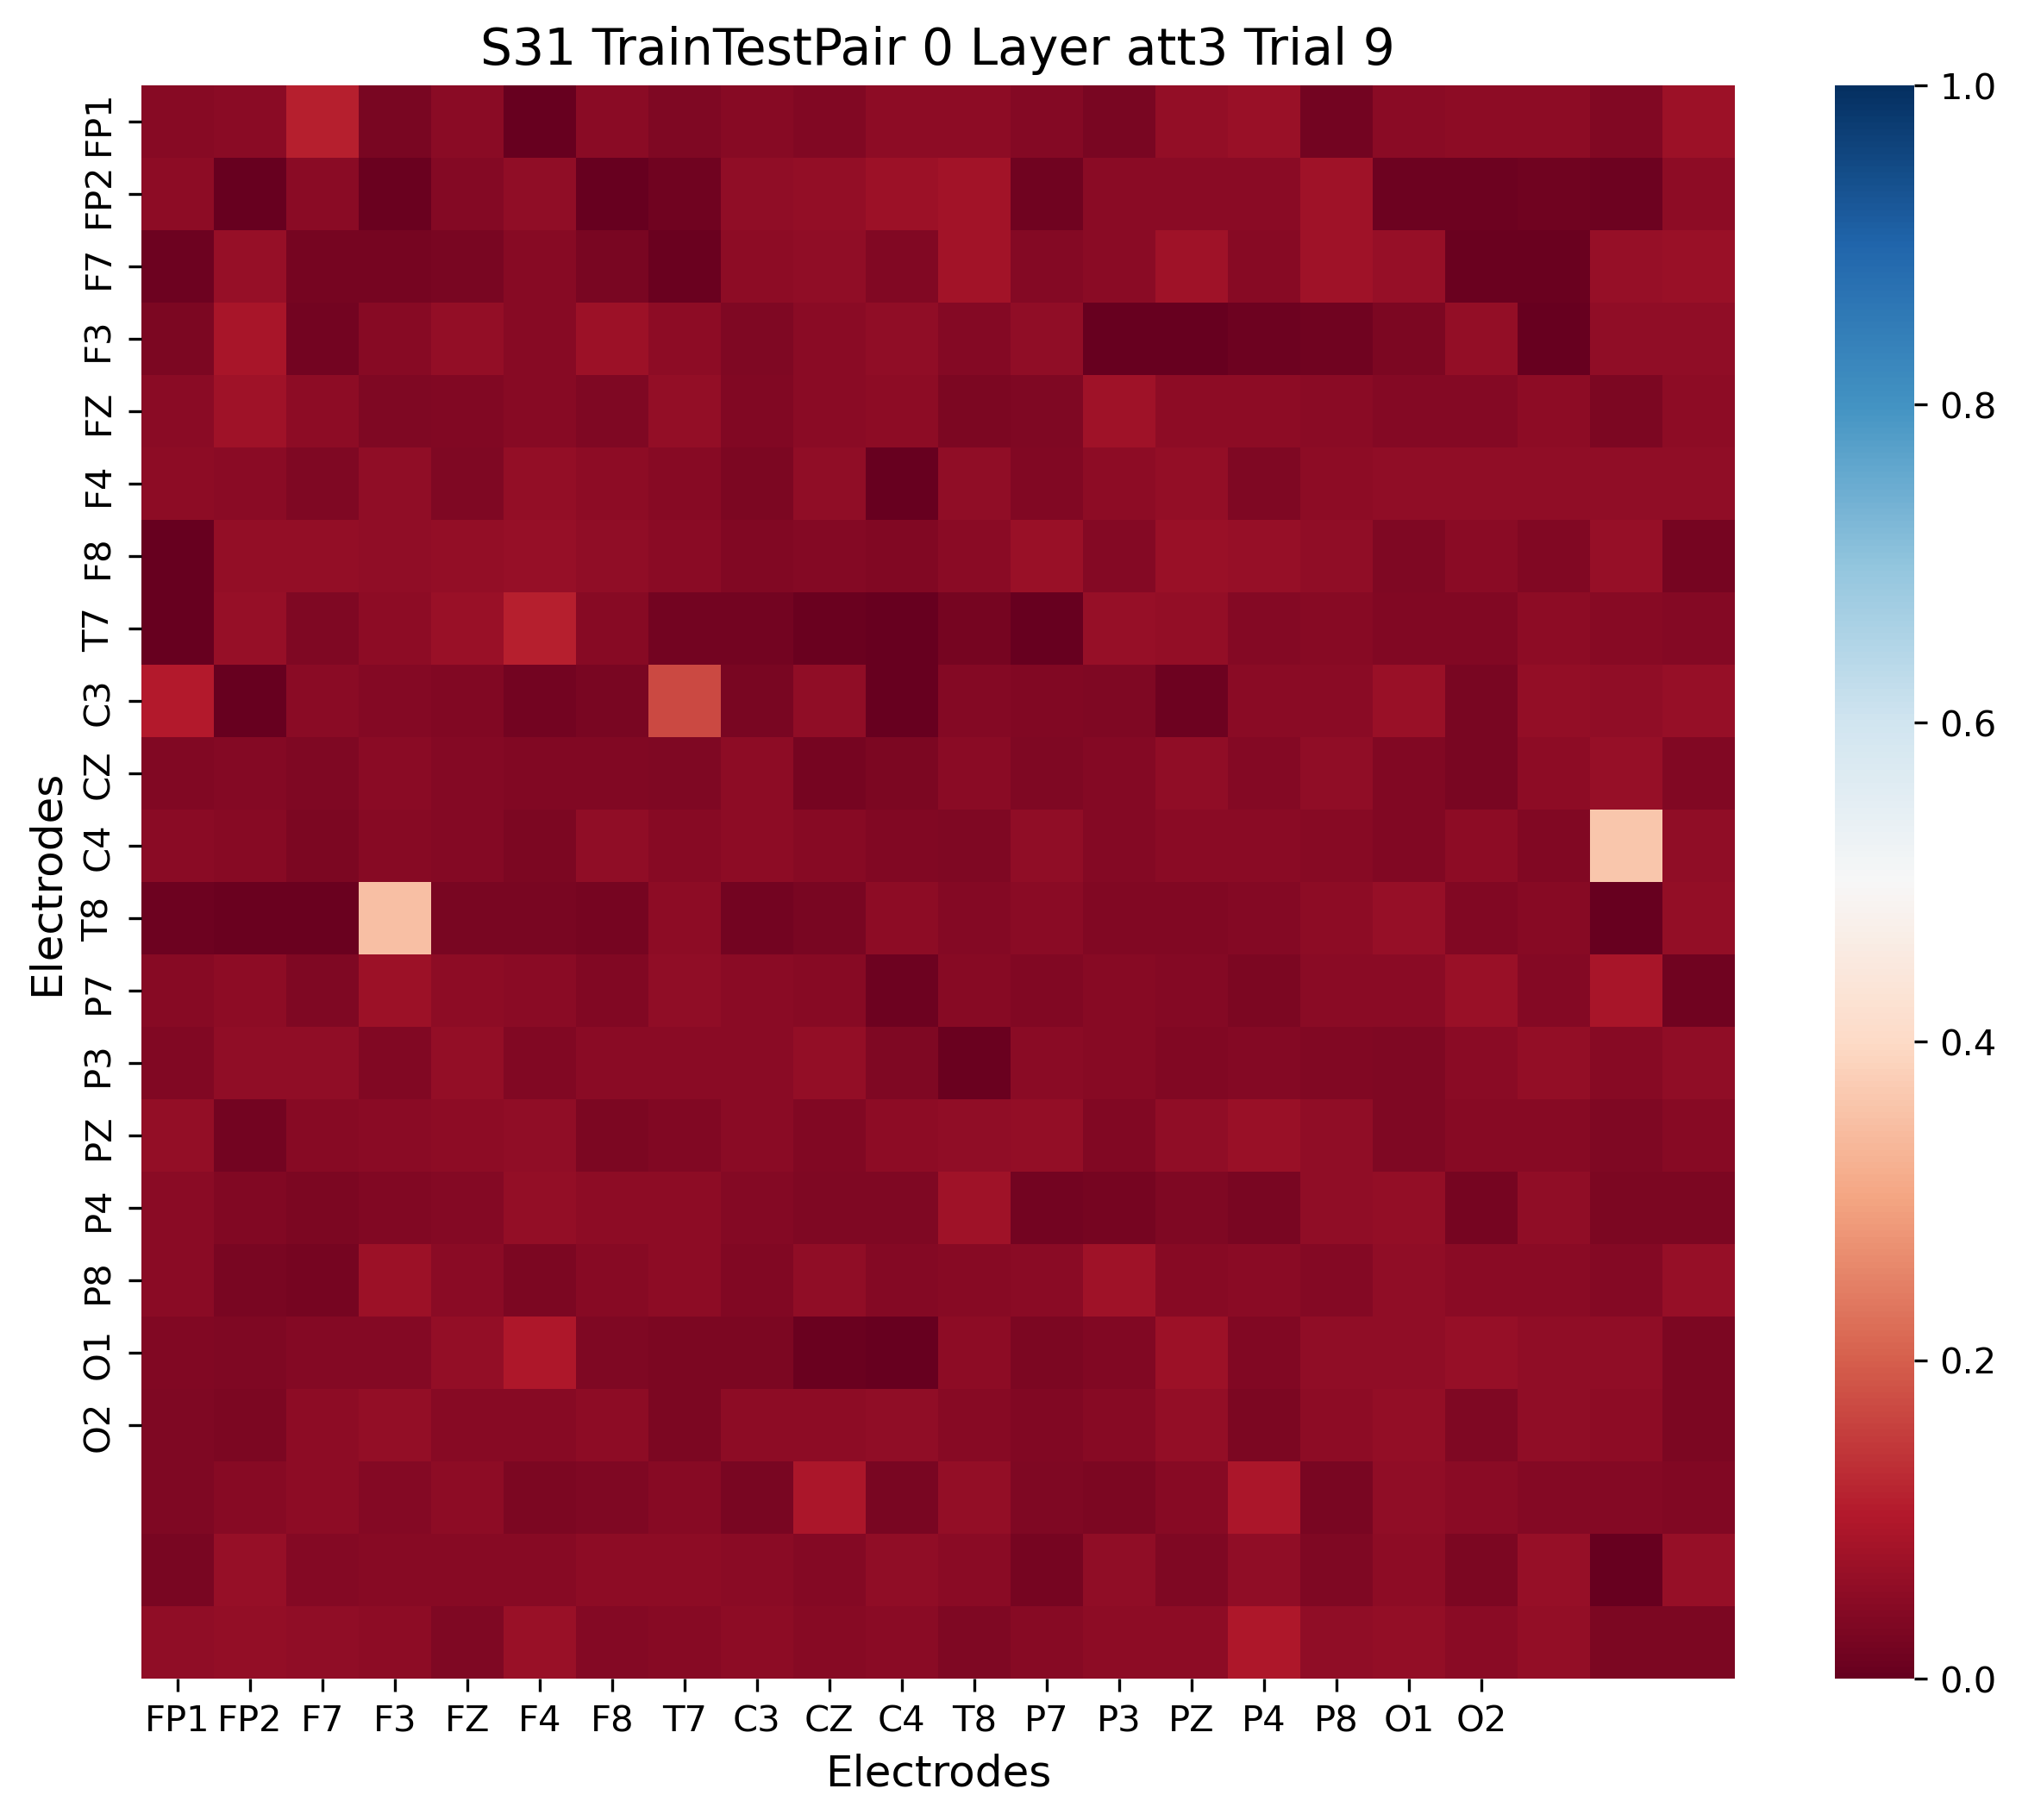 S31 TrainTestPair 0 Layer att3 Trial 9
Electrodes
FP1
FP2
F7
F3
FZ
F4
F8
T7
C3
CZ
C4
T8
P7
P3
PZ
P4
P8
O1
O2
FP1 FP2 F7 F3 FZ F4 F8 T7 C3 CZ C4 T8 P7 P3 PZ P4 P8 O1 O2
Electrodes
1.0
0.8
0.6
0.4
0.2
0.0